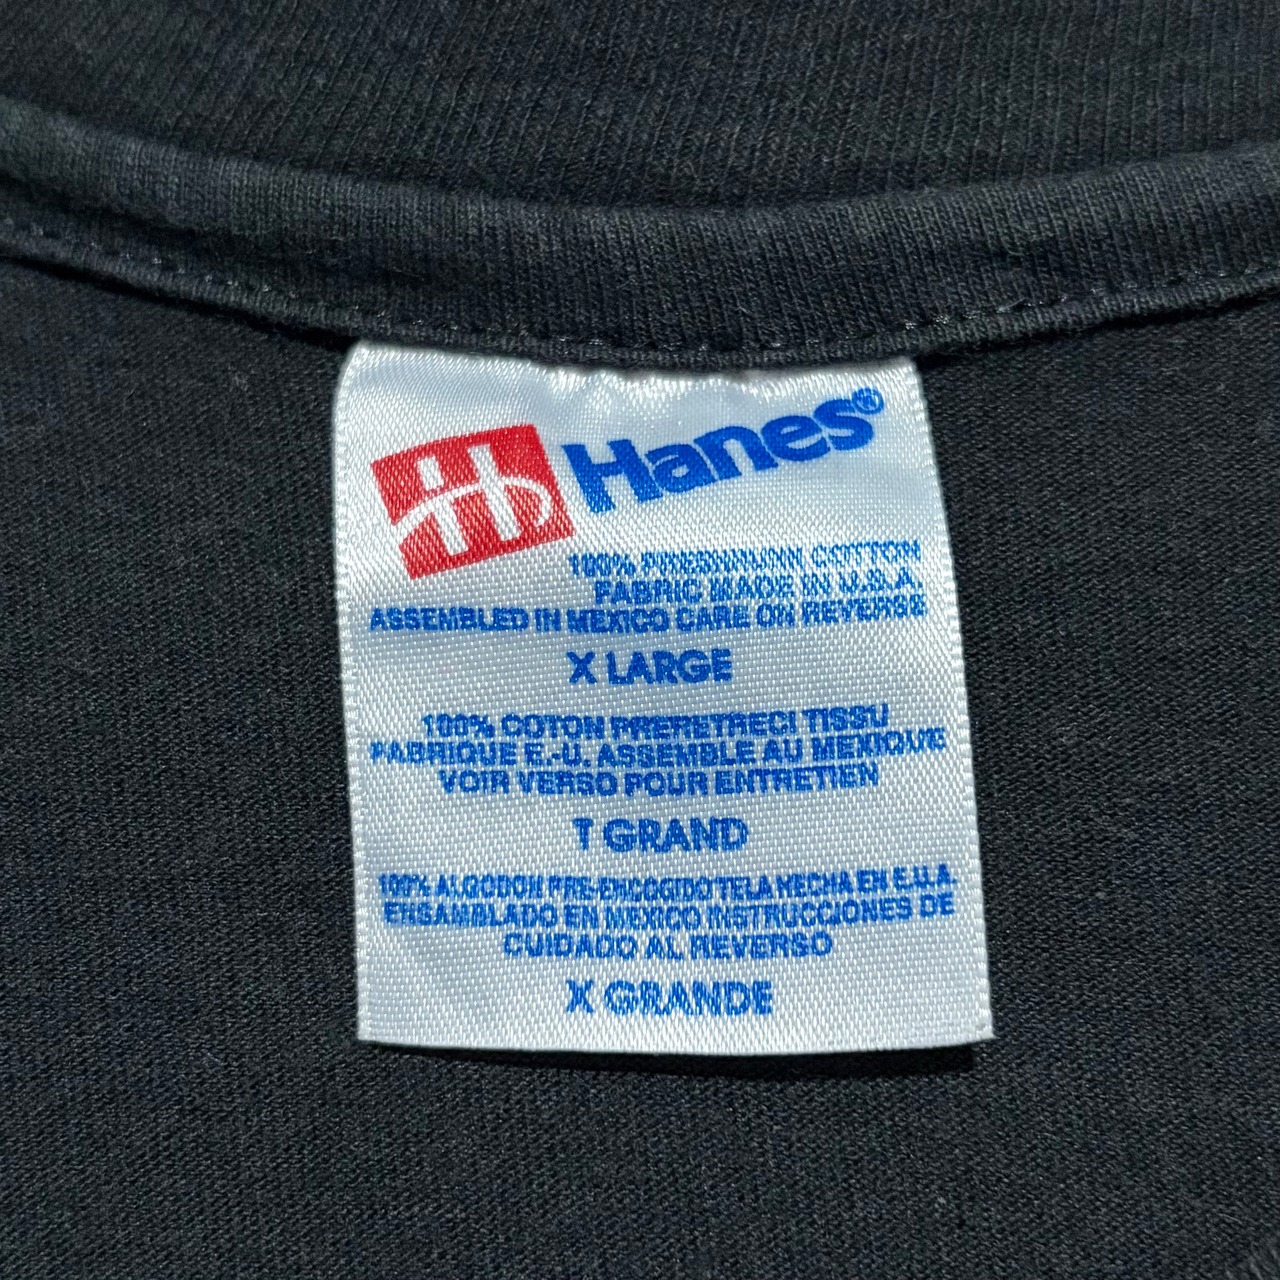 Hanes®
100% PRESHRUNK COTTON
FABRIC MADE IN U.S.A.
ASSEMBLED IN MEXICO CARE ON REVERSE
X LARGE
100% COTON PRERETRECI TISSU
FABRIQUE E.-U. ASSEMBLE AU MEXIQUE
VOIR VERSO POUR ENTRETIEN
T GRAND
100% ALGODON PRE-ENCOGIDO TELA HECHA EN E.U.A.
ENSAMBLADO EN MEXICO INSTRUCCIONES DE
CUIDADO AL REVERSO
X GRANDE